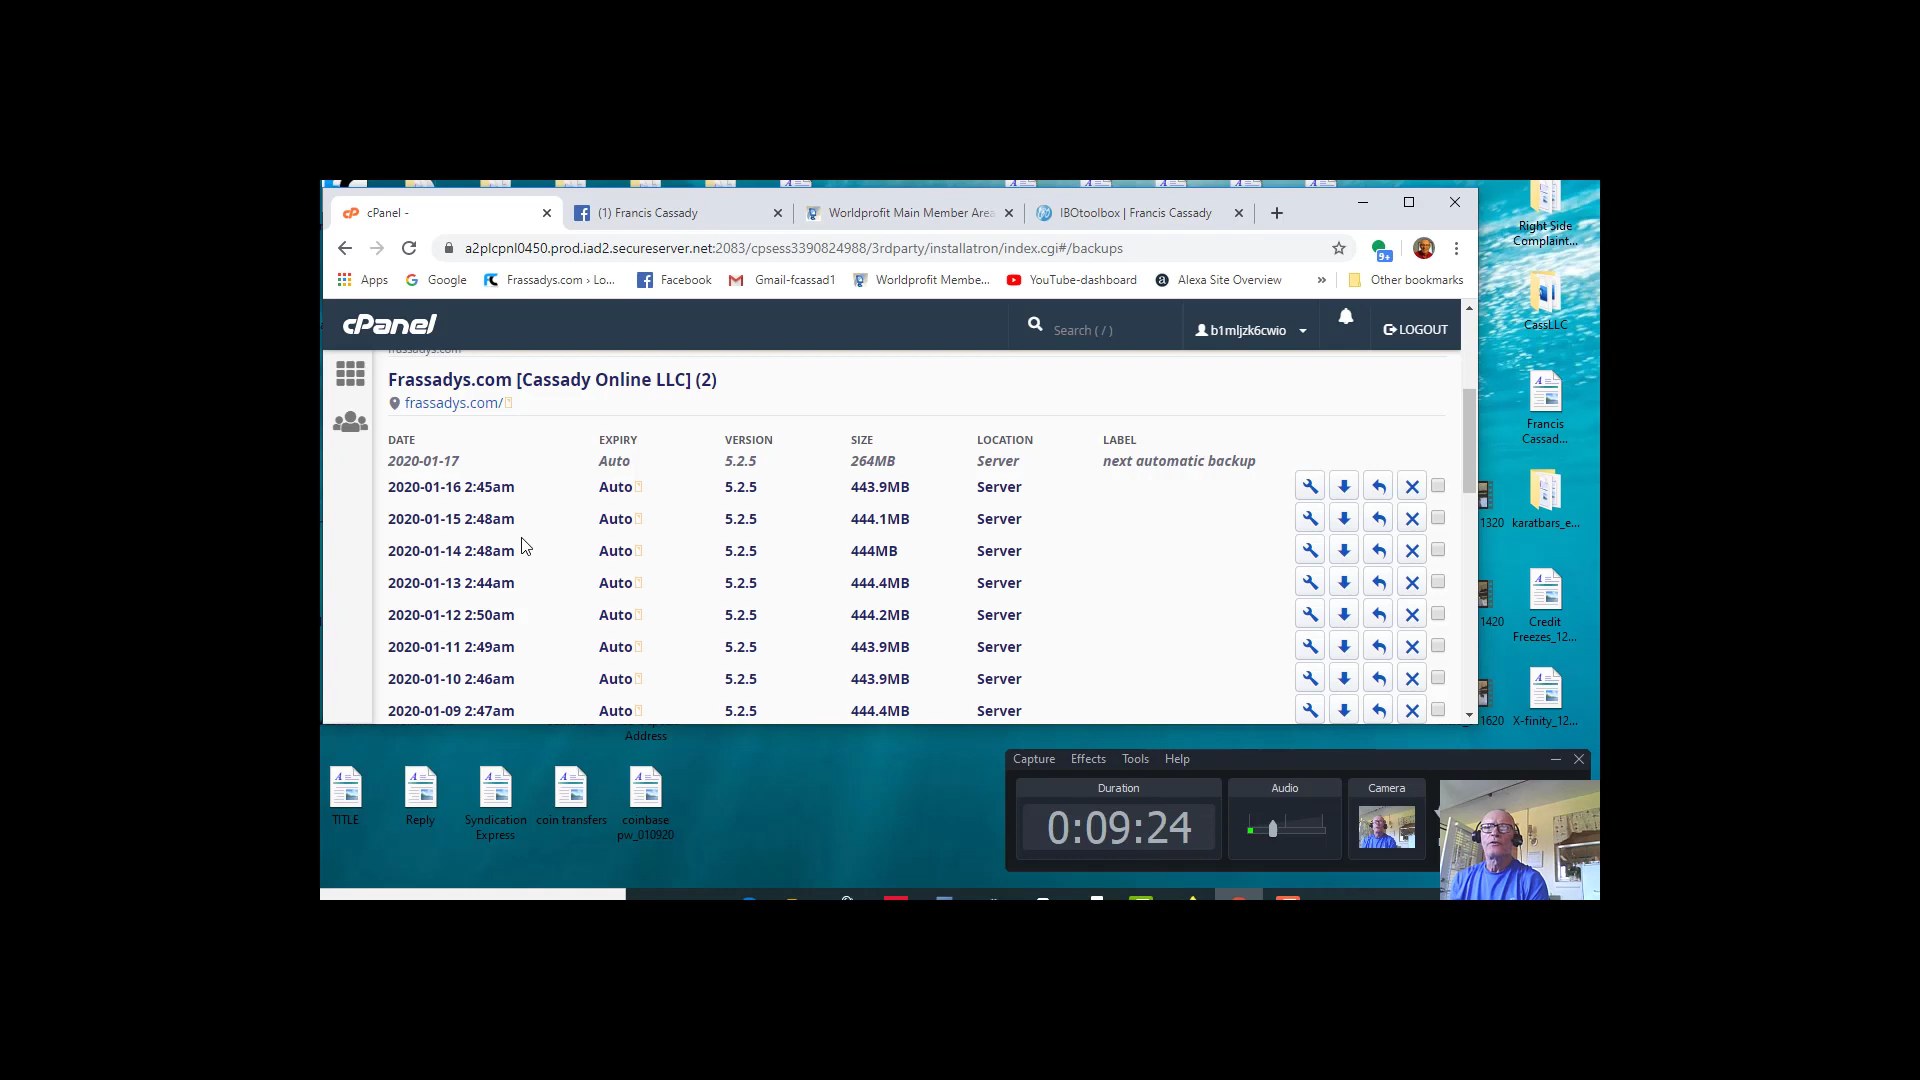 cPanel -
(1) Francis Cassady
Worldprofit Main Member Area
IBOtoolbox | Francis Cassady
a2plcpnl0450.prod.iad2.secureserver.net:2083/cpsess3390824988/3rdparty/installatron/index.cgi#/backups
9+
Apps
Google
Frassadys.com › Lo...
Facebook
Gmail-fcassad1
Worldprofit Membe...
YouTube-dashboard
Alexa Site Overview
»
Other bookmarks
cPanel
Search ( / )
b1mljzk6cwio
LOGOUT
frassadys.com
Frassadys.com [Cassady Online LLC] (2)
frassadys.com/
DATE EXPIRY VERSION SIZE LOCATION LABEL
2020-01-17 Auto 5.2.5 264MB Server next automatic backup
2020-01-16 2:45am Auto 5.2.5 443.9MB Server
2020-01-15 2:48am Auto 5.2.5 444.1MB Server
2020-01-14 2:48am Auto 5.2.5 444MB Server
2020-01-13 2:44am Auto 5.2.5 444.4MB Server
2020-01-12 2:50am Auto 5.2.5 444.2MB Server
2020-01-11 2:49am Auto 5.2.5 443.9MB Server
2020-01-10 2:46am Auto 5.2.5 443.9MB Server
2020-01-09 2:47am Auto 5.2.5 444.4MB Server
Right Side
Complaint...
CassLLC
Francis
Cassad...
1320
karatbars_e...
1420
Credit
Freezes_12...
1620
X-finity_12...
Address
TITLE
Reply
Syndication
Express
coin transfers
coinbase
pw_010920
Capture Effects Tools Help
Duration
0:09:24
Audio
Camera